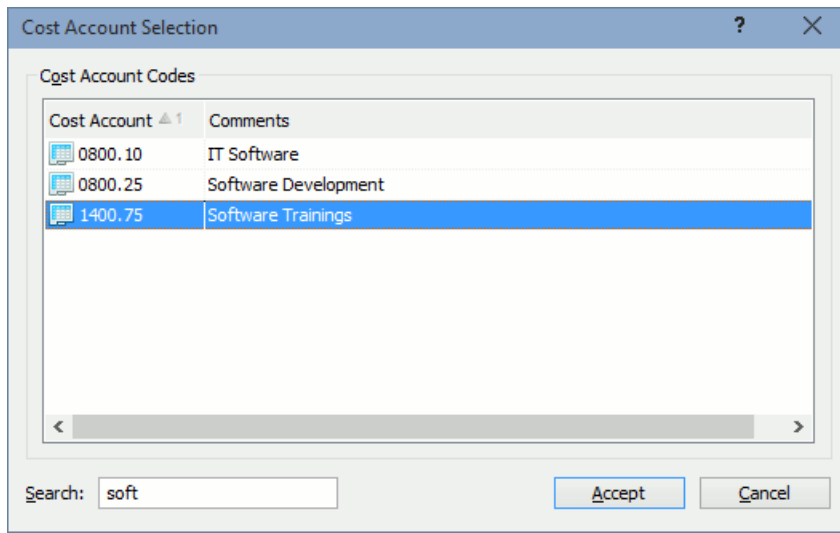 Cost Account Selection ?
Cost Account Codes
Cost Account 1 Comments
0800.10 IT Software
0800.25 Software Development
1400.75 Software Trainings
Search: soft Accept Cancel